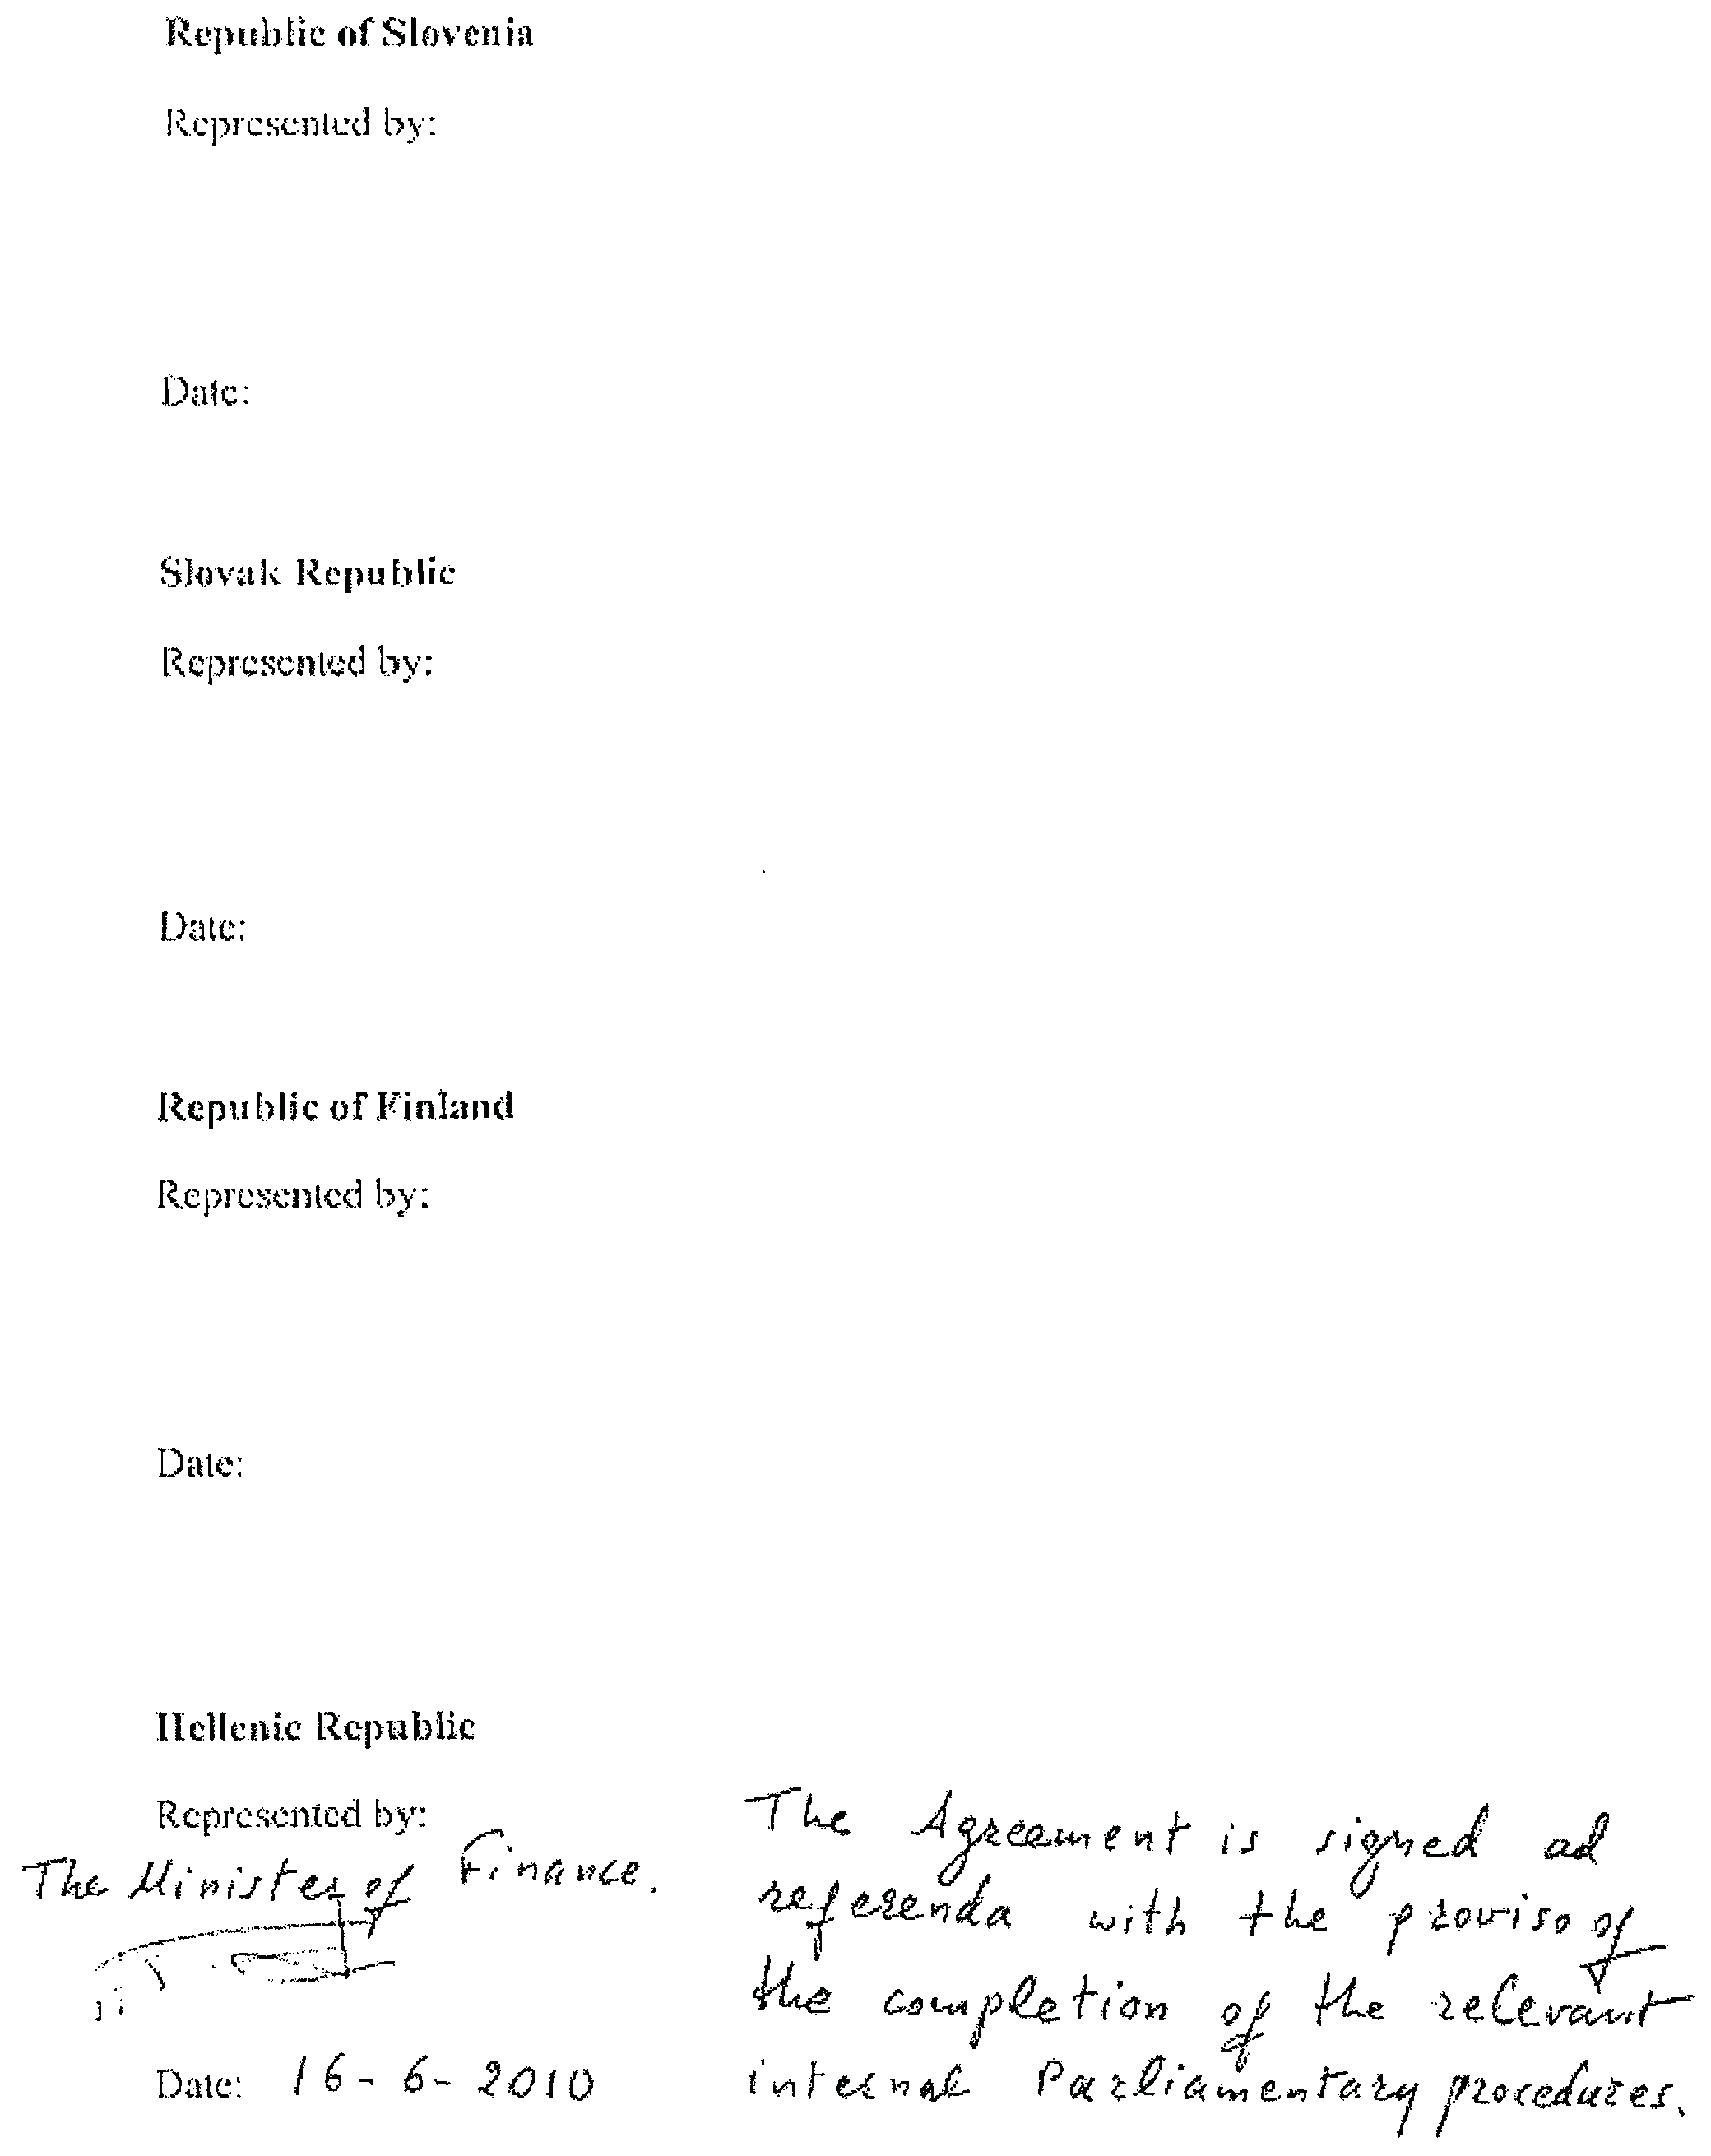 Republic of Slovenia
Represented by:
Date:
Slovak Republic
Represented by:
Date:
Republic of Finland
Represented by:
Date:
Hellenic Republic
Represented by:
The Minister of Finance.
Date: 16-6-2010
The Agreement is signed ad
referenda with the proviso of
the completion of the relevant
internal Parliamentary procedures.